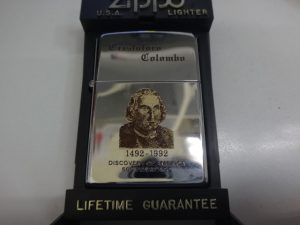 Zippo
U.S.A. LIGHTER
Cristoforo
Colombo
1492-1992
DISCOVERY
LIFETIME GUARANTEE